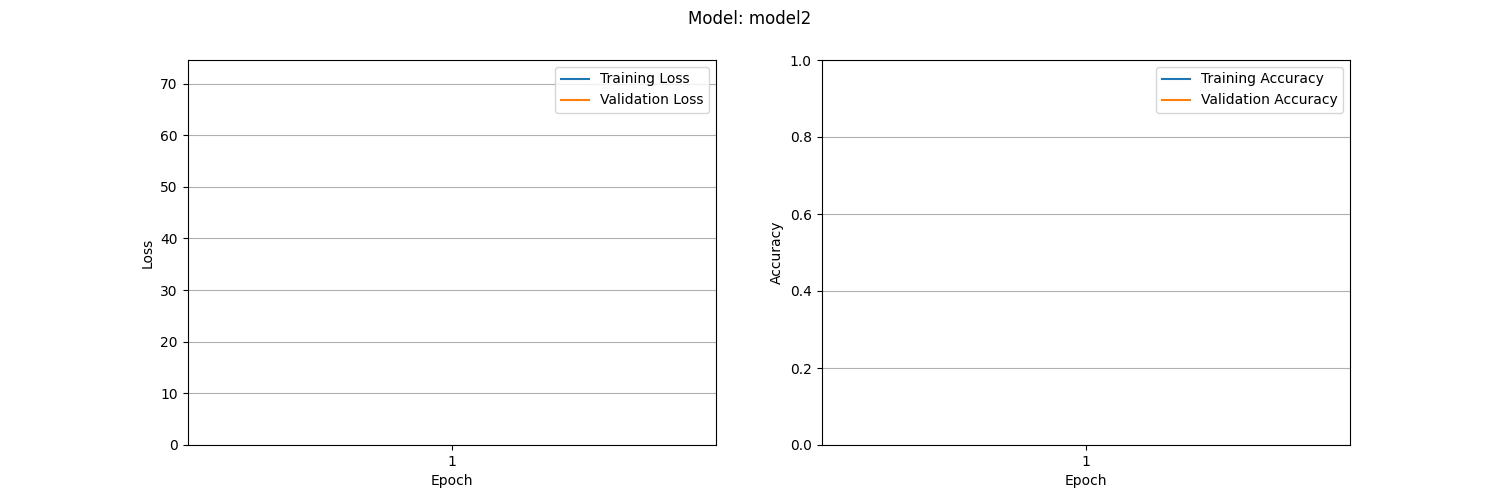 Model: model2
Training Loss
Validation Loss
70
60
50
40
30
20
10
0
Loss
1
Epoch
Training Accuracy
Validation Accuracy
1.0
0.8
0.6
0.4
0.2
0.0
Accuracy
1
Epoch